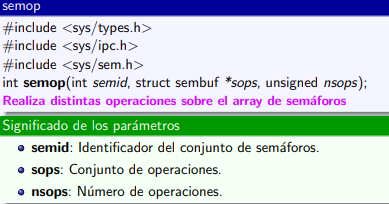 semop
#include <sys/types.h>
#include <sys/ipc.h>
#include <sys/sem.h>
int semop(int semid, struct sembuf *sops, unsigned nsops);
Realiza distintas operaciones sobre el array de semáforos
Significado de los parámetros
semid: Identificador del conjunto de semáforos.
sops: Conjunto de operaciones.
nsops: Número de operaciones.